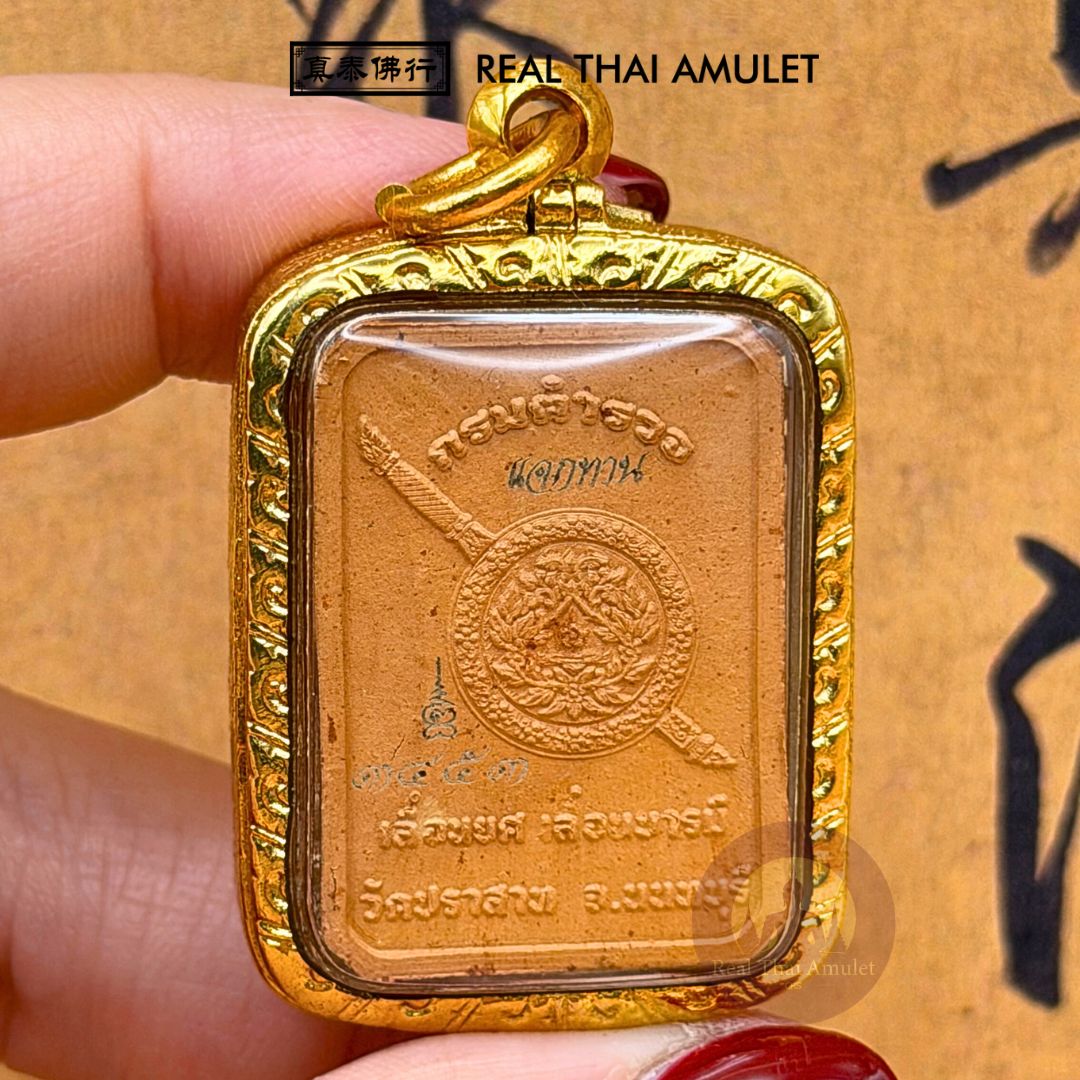 真泰佛行 REAL THAI AMULET
กรมตำรวจ
แจกทาน
๓๕๕๓
เลื่อนยศ เลื่อนบารมี
วัดปราสาท จ.นนทบุรี
Real Thai Amulet